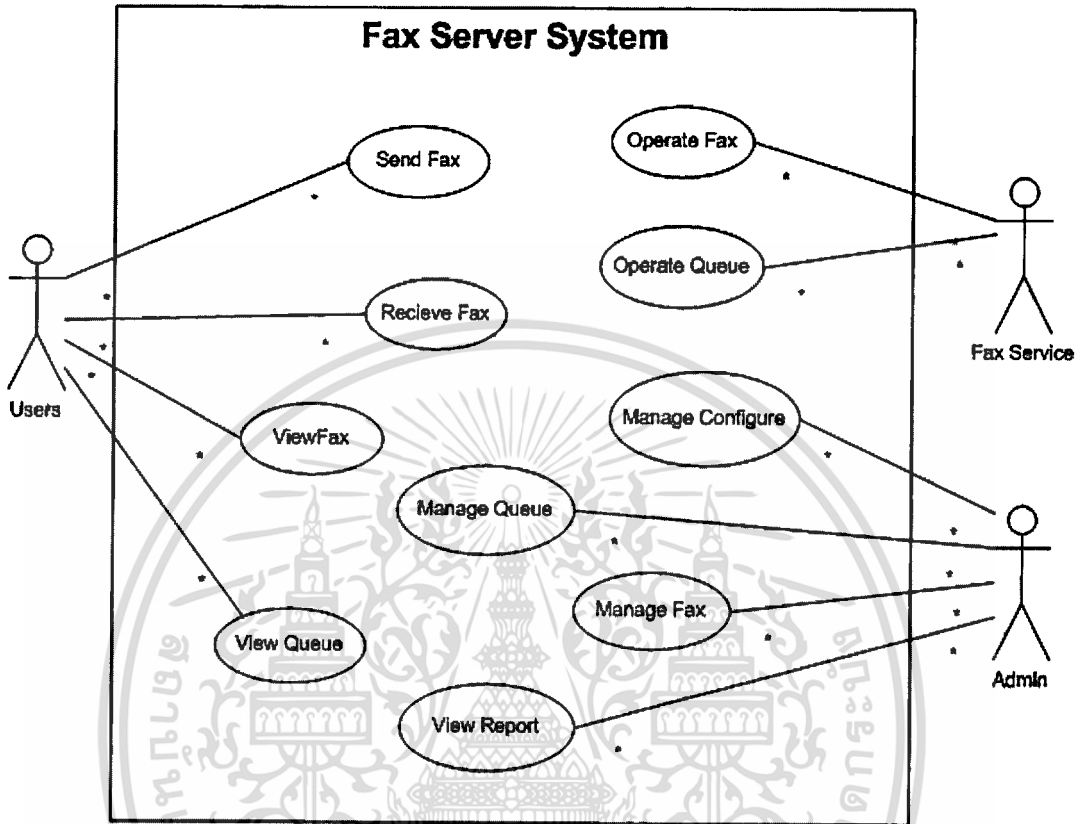 Fax Server System
Send Fax
Operate Fax
Operate Queue
Recieve Fax
Fax Service
Users
ViewFax
Manage Configure
Manage Queue
Manage Fax
View Queue
Admin
View Report